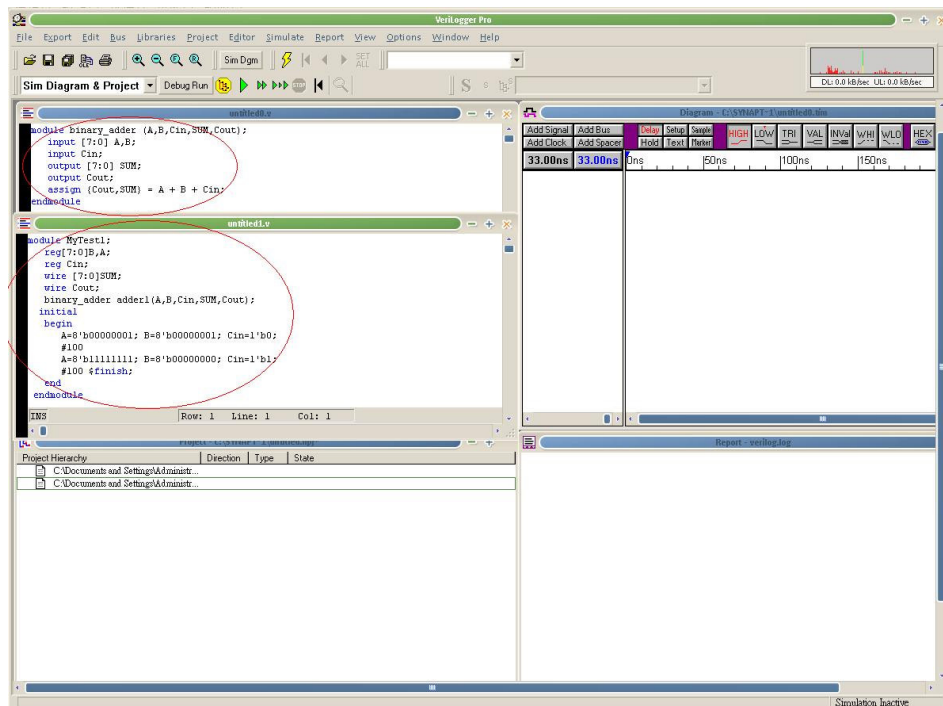 VeriLogger Pro
File Export Edit Bus Libraries Project Editor Simulate Report View Options Window Help
Sim Dgm SET ALL
DL: 0.0 kB/sec UL: 0.0 kB/sec
Sim Diagram & Project Debug Run
untitled0.v
module binary_adder (A,B,Cin,SUM,Cout);
input [7:0] A,B;
input Cin;
output [7:0] SUM;
output Cout;
assign {Cout,SUM} = A + B + Cin;
endmodule
untitled1.v
module MyTest1;
reg[7:0]B,A;
reg Cin;
wire [7:0]SUM;
wire Cout;
binary_adder adder1(A,B,Cin,SUM,Cout);
initial
begin
A=8'b00000001; B=8'b00000001; Cin=1'b0;
#100
A=8'b11111111; B=8'b00000000; Cin=1'b1;
#100 $finish;
end
endmodule
INS Row: 1 Line: 1 Col: 1
Project Hierarchy Direction Type State
C:\Documents and Settings\Administr...
C:\Documents and Settings\Administr...
Diagram - C:\SYNAPT~1\untitled0.tim
Add Signal Add Bus Delay Setup Sample HIGH LOW TRI VAL INVal WHI WLO HEX
Add Clock Add Spacer Hold Text Marker
33.00ns 33.00ns 0ns 50ns 100ns 150ns
Report - verilog.log
Simulation Inactive